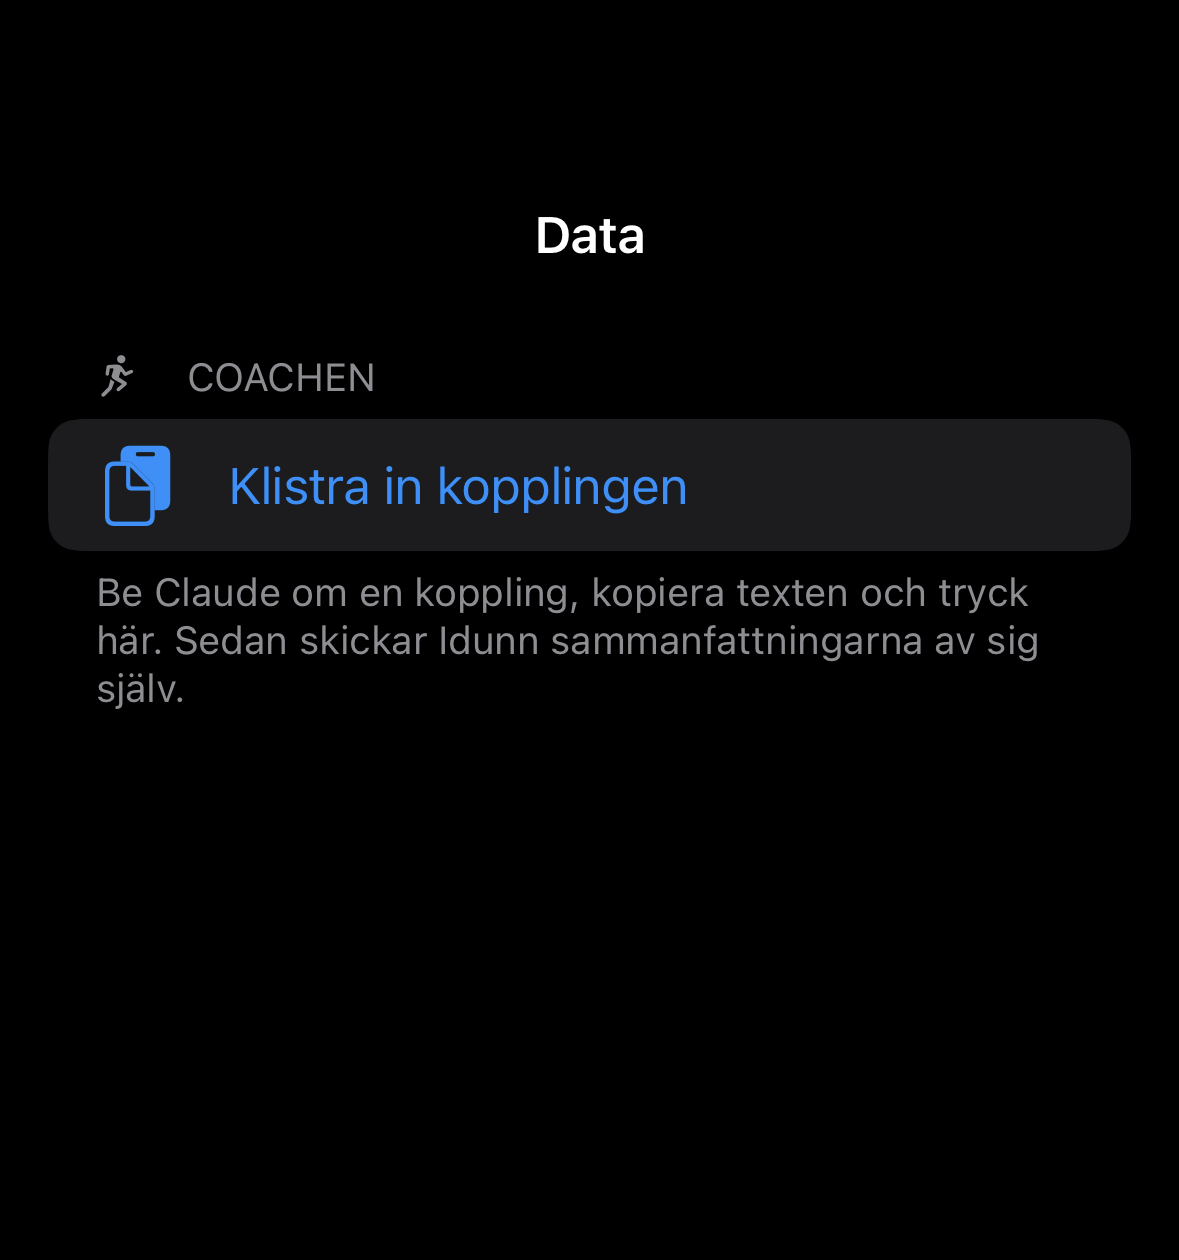 Data
COACHEN
Klistra in kopplingen
Be Claude om en koppling, kopiera texten och tryck
här. Sedan skickar Idunn sammanfattningarna av sig
själv.